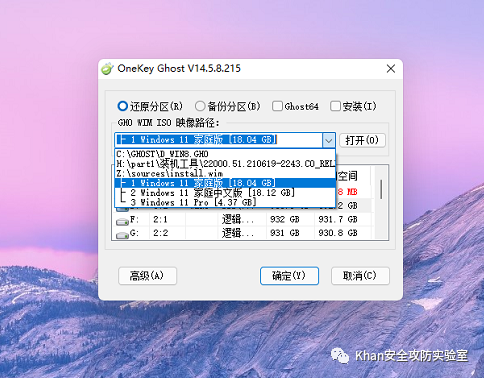 OneKey Ghost V14.5.8.215
还原分区(R) 备份分区(B) Ghost64 安装(I)
GHO WIM ISO 映像路径:
├ 1 Windows 11 家庭版 [18.04 GB] 打开(O)
C:\GHOST\D_WIN8.GHO
H:\part1\装机工具\22000.51.210619-2243.CO_REL
Z:\sources\install.wim
├ 1 Windows 11 家庭版 [18.04 GB]
├ 2 Windows 11 家庭中文版 [18.12 GB]
└ 3 Windows 11 Pro [4.37 GB]
空间
8 MB
2 GB
F: 2:1 逻辑... 932 GB 931.7 GB
G: 2:2 逻辑... 931 GB 930.8 GB
高级(A) 确定(Y) 取消(C)
Khan安全攻防实验室